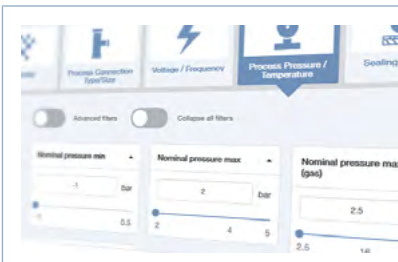 Process Connection
Type/Size
Voltage / Frequency
Process Pressure /
Temperature
Sealing
Advanced filters
Collapse all filters
Nominal pressure min
-1
bar
-1
0.5
Nominal pressure max
2
bar
2
4
5
Nominal pressure max
(gas)
2.5
2.5
16